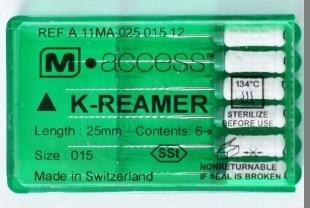 REF A 11MA 025 015 12
M•access
▲ K-REAMER
134°C
Length : 25mm Contents 6-x
STERILIZE
BEFORE USE
Size : 015
SSt
Made in Switzerland
NONRETURNABLE
IF SEAL IS BROKEN